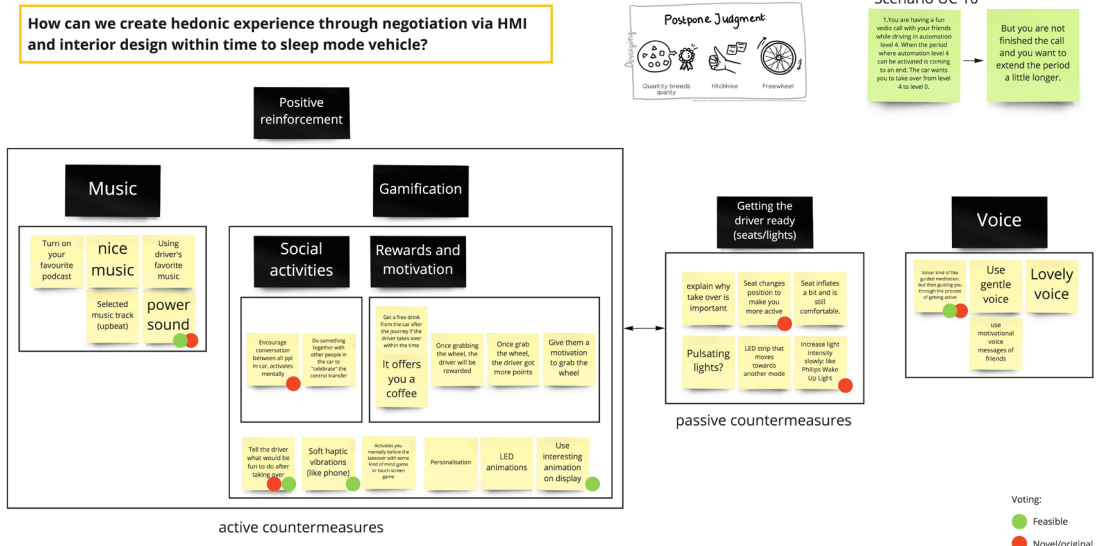 How can we create hedonic experience through negotiation via HMI
and interior design within time to sleep mode vehicle?
Postpone Judgment
Diverging
Quantity breeds
quality
Hitchhike
Freewheel
Scenario UC 10
1.You are having a fun
vedio call with your friends
while driving in automation
level 4. When the period
where automation level 4
can be activated is coming
to an end. The car wants
you to take over from level
4 to level 0.
But you are not
finished the call
and you want to
extend the period
a little longer.
Positive
reinforcement
Music
Turn on
your
favourite
podcast
nice
music
Using
driver's
favorite
music
Selected
music track
(upbeat)
power
sound
Gamification
Social
activities
Rewards and
motivation
Encourage
conversation
between all ppl
in car, activates
mentally
Do something
together with
other people in
the car to
"celebrate" the
control transfer
Get a free drink
from the car after
the journey if the
driver takes over
within the time
It offers
you a
coffee
Once grabbing
the wheel, the
driver will be
rewarded
Once grab
the wheel,
the driver got
more points
Give them a
motivation
to grab the
wheel
Tell the driver
what would be
fun to do after
taking over
Soft haptic
vibrations
(like phone)
Activates you
mentally before the
takeover with some
kind of mind game
or touch screen
game
Personalisation
LED
animations
Use
interesting
animation
on display
active countermeasures
Getting the
driver ready
(seats/lights)
explain why
take over is
important
Seat changes
position to
make you
more active
Seat inflates
a bit and is
still
comfortable.
Pulsating
lights?
LED strip that
moves
towards
another mode
Increase light
intensity
slowly: like
Philips Wake
Up Light
passive countermeasures
Voice
Voice: kind of like
guided meditation,
but then guiding you
through the process
of getting active
Use
gentle
voice
Lovely
voice
use
motivational
voice
messages of
friends
Voting:
Feasible
Novel/original